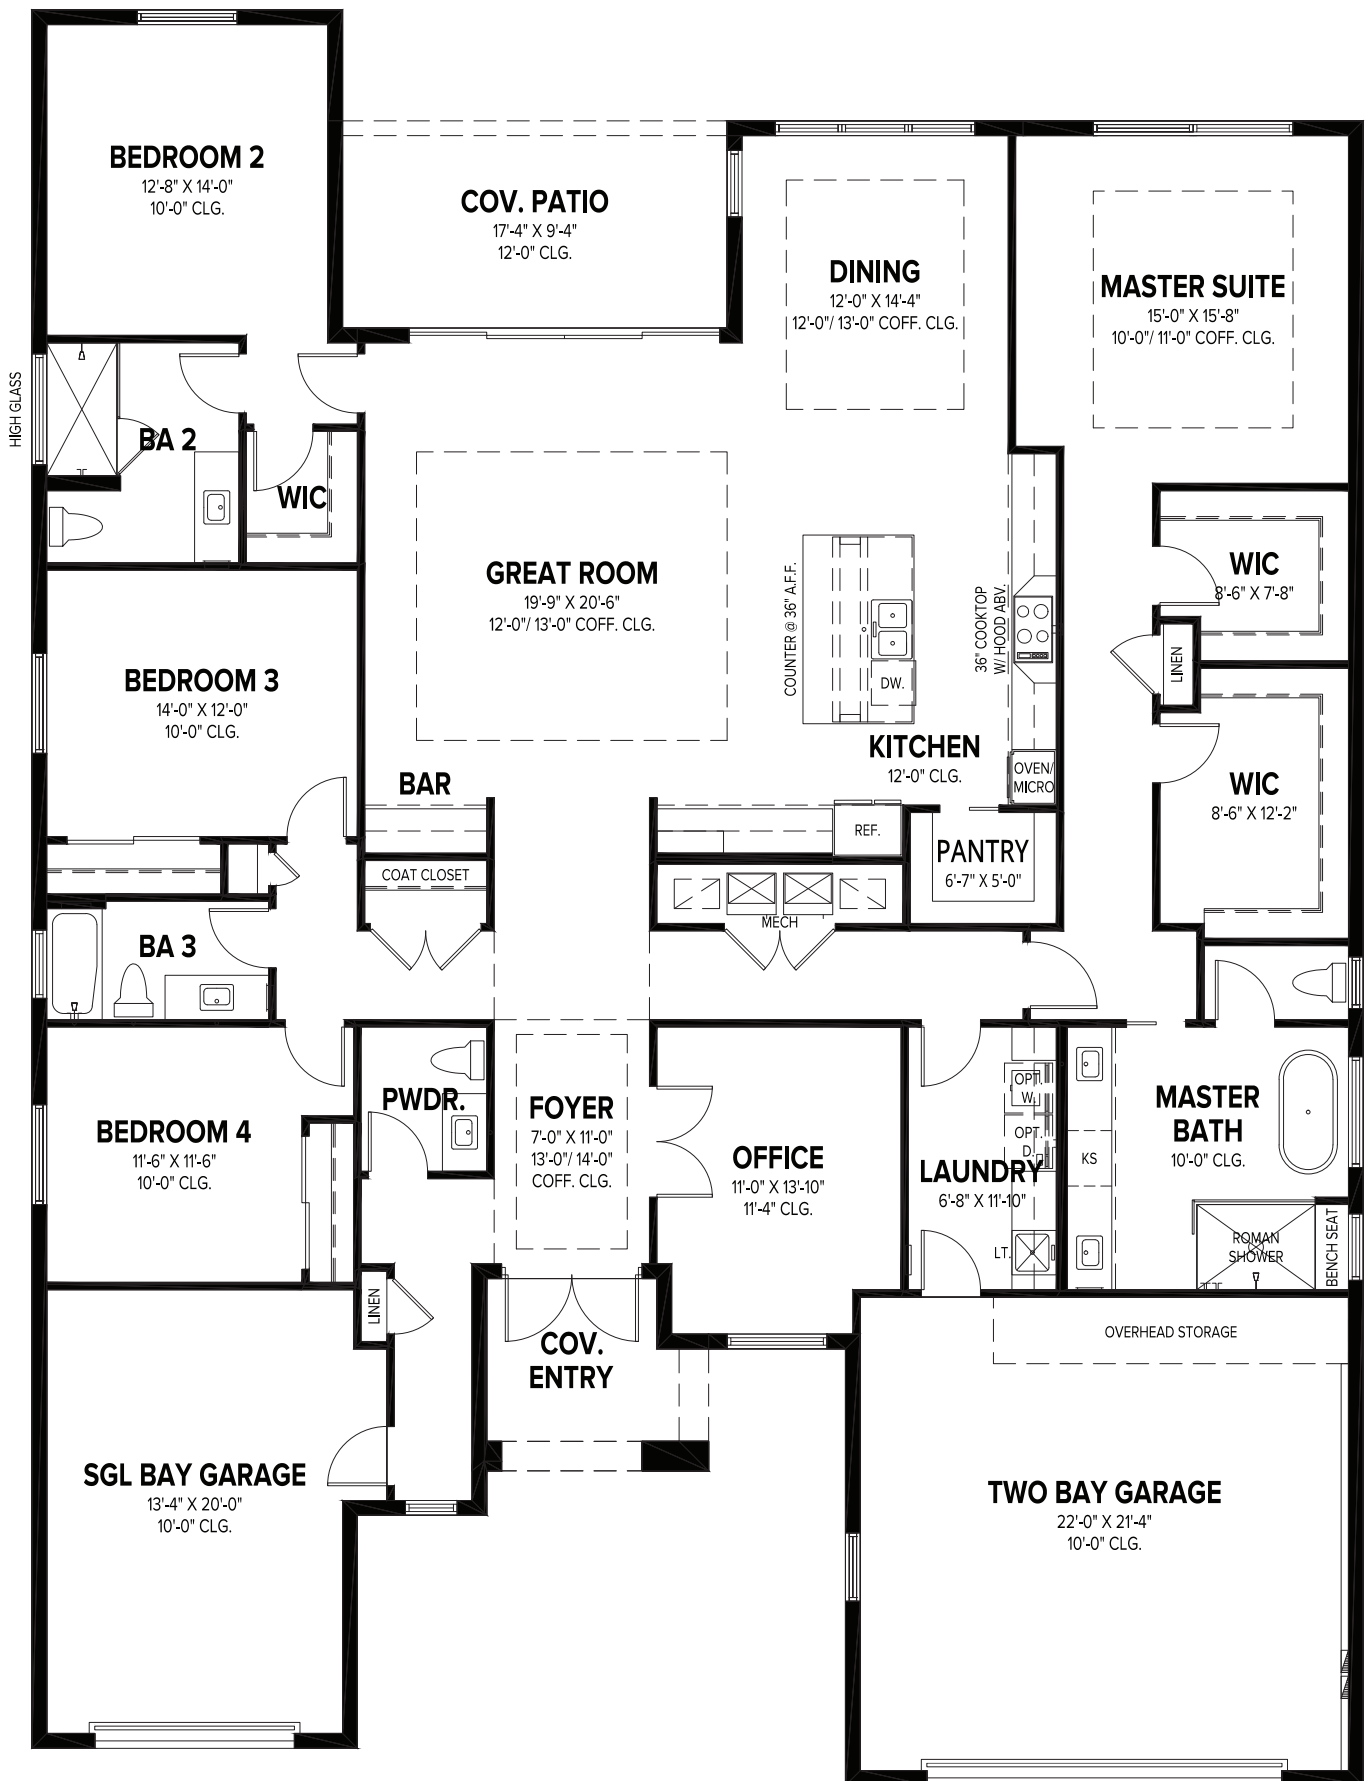 BEDROOM 2
12'-8" X 14'-0"
10'-0" CLG.
COV. PATIO
17'-4" X 9'-4"
12'-0" CLG.
DINING
12'-0" X 14'-4"
12'-0"/ 13'-0" COFF. CLG.
MASTER SUITE
15'-0" X 15'-8"
10'-0"/ 11'-0" COFF. CLG.
HIGH GLASS
BA 2
WIC
GREAT ROOM
19'-9" X 20'-6"
12'-0"/ 13'-0" COFF. CLG.
COUNTER @ 36" A.F.F.
DW.
36" COOKTOP
W/ HOOD ABV.
WIC
8'-6" X 7'-8"
LINEN
BEDROOM 3
14'-0" X 12'-0"
10'-0" CLG.
KITCHEN
12'-0" CLG.
OVEN/
MICRO
WIC
8'-6" X 12'-2"
BAR
REF.
PANTRY
6'-7" X 5'-0"
COAT CLOSET
MECH
BA 3
PWDR.
FOYER
7'-0" X 11'-0"
13'-0"/ 14'-0"
COFF. CLG.
OPT.
W.
OPT.
D.
MASTER
BATH
10'-0" CLG.
KS
BEDROOM 4
11'-6" X 11'-6"
10'-0" CLG.
OFFICE
11'-0" X 13'-10"
11'-4" CLG.
LAUNDRY
6'-8" X 11'-10"
LT.
ROMAN
SHOWER
BENCH SEAT
LINEN
COV.
ENTRY
OVERHEAD STORAGE
SGL BAY GARAGE
13'-4" X 20'-0"
10'-0" CLG.
TWO BAY GARAGE
22'-0" X 21'-4"
10'-0" CLG.